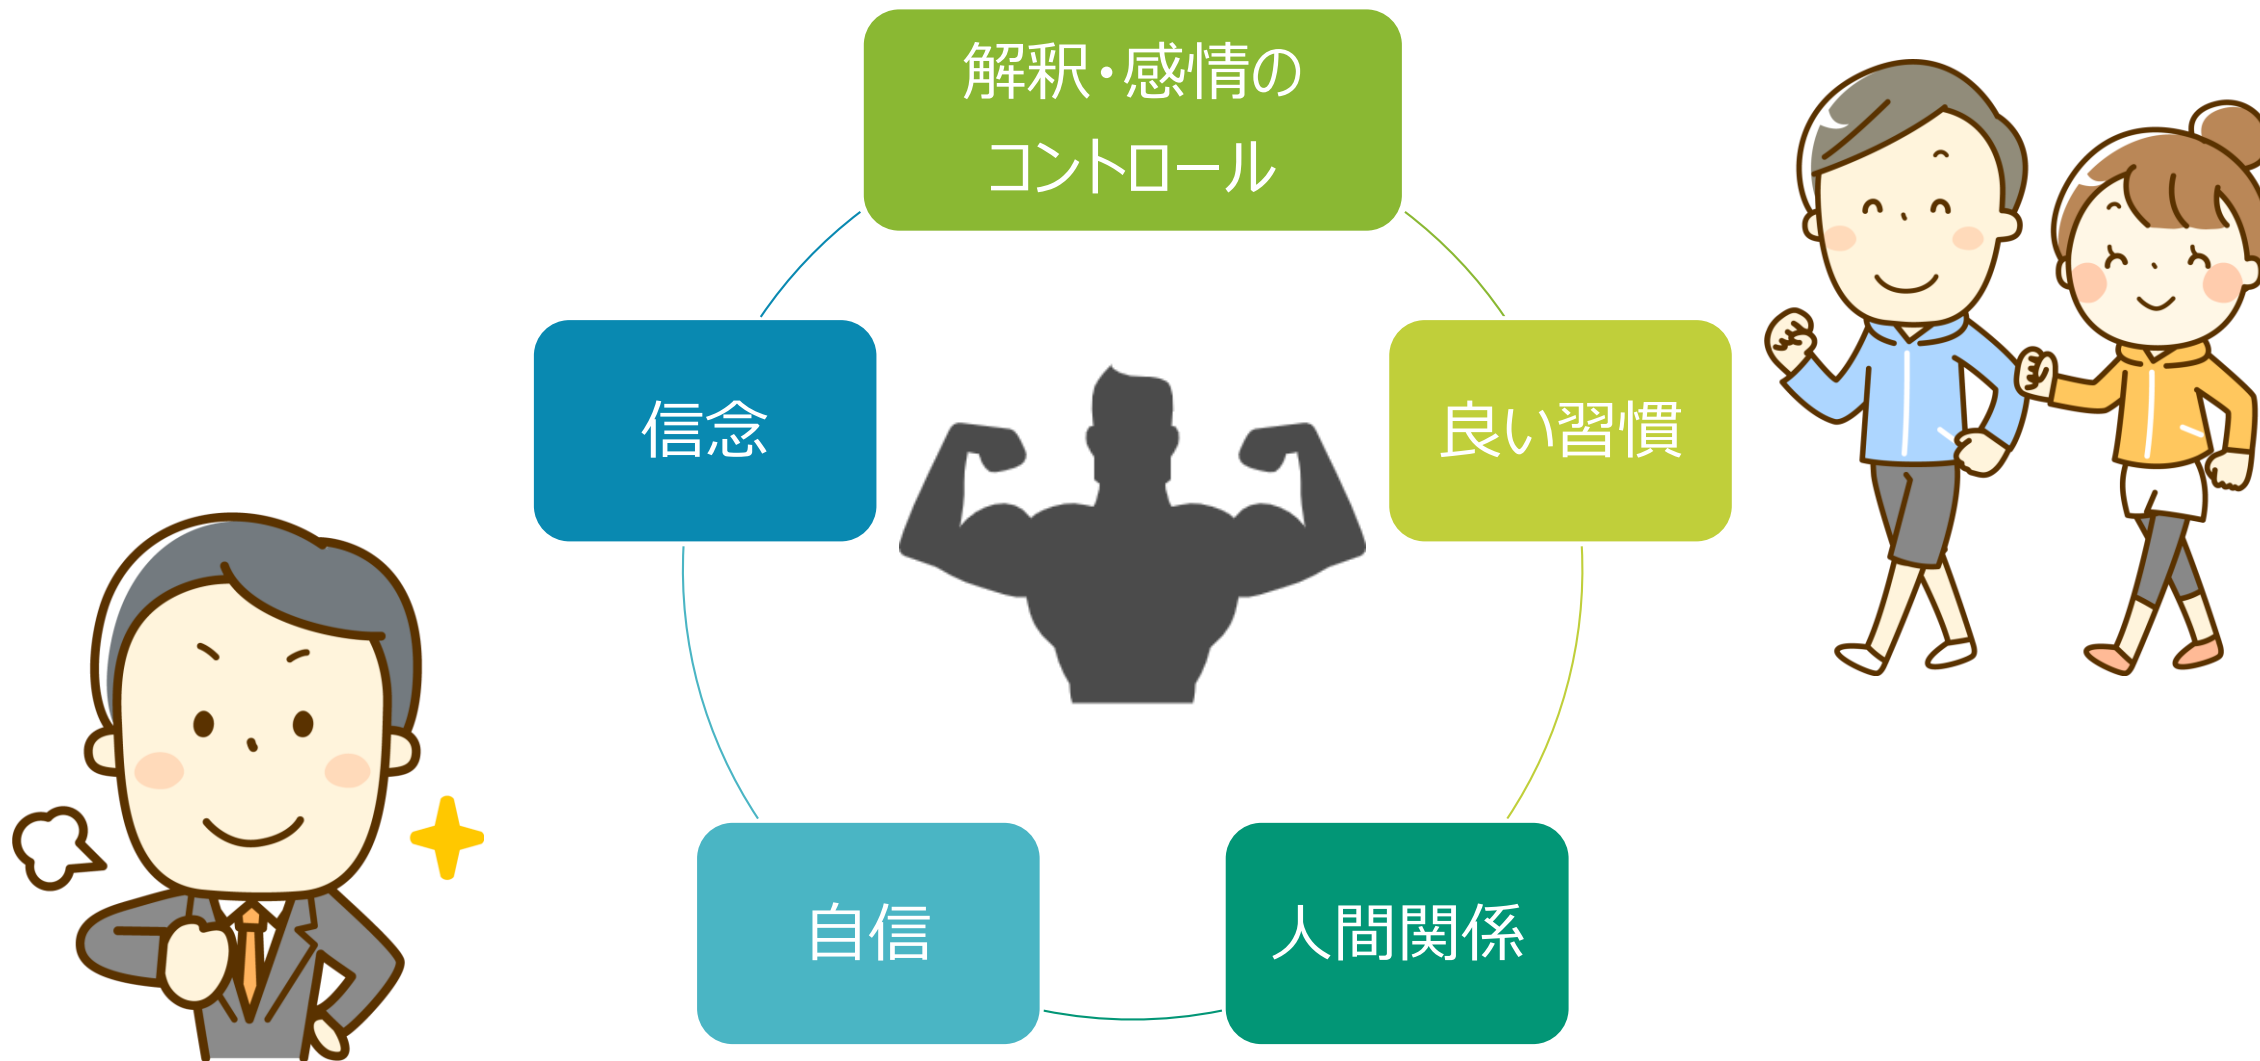 解釈・感情の
コントロール
信念
良い習慣
自信
人間関係